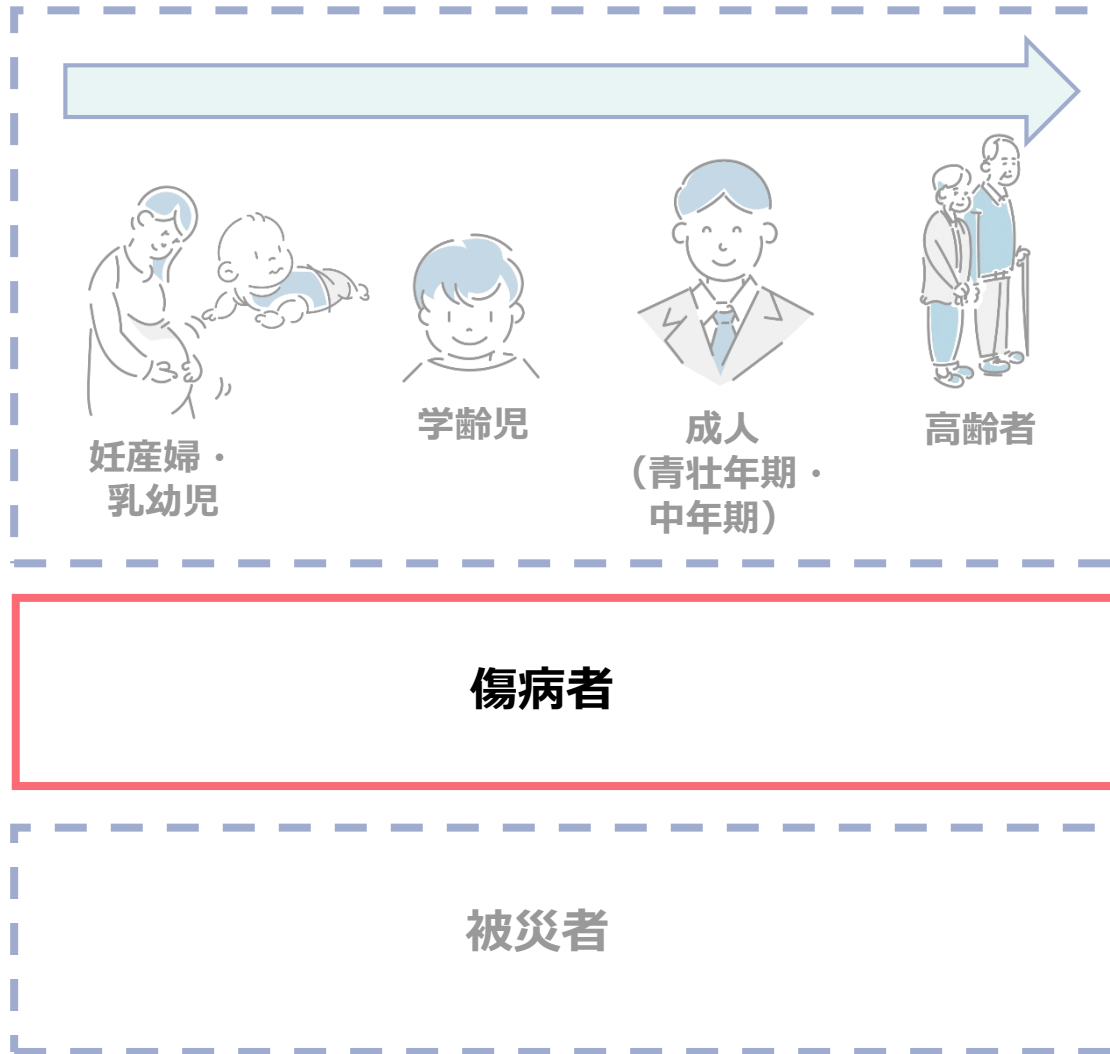 妊産婦・
乳幼児
学齢児
成人
（青壮年期・
中年期）
高齢者
傷病者
被災者